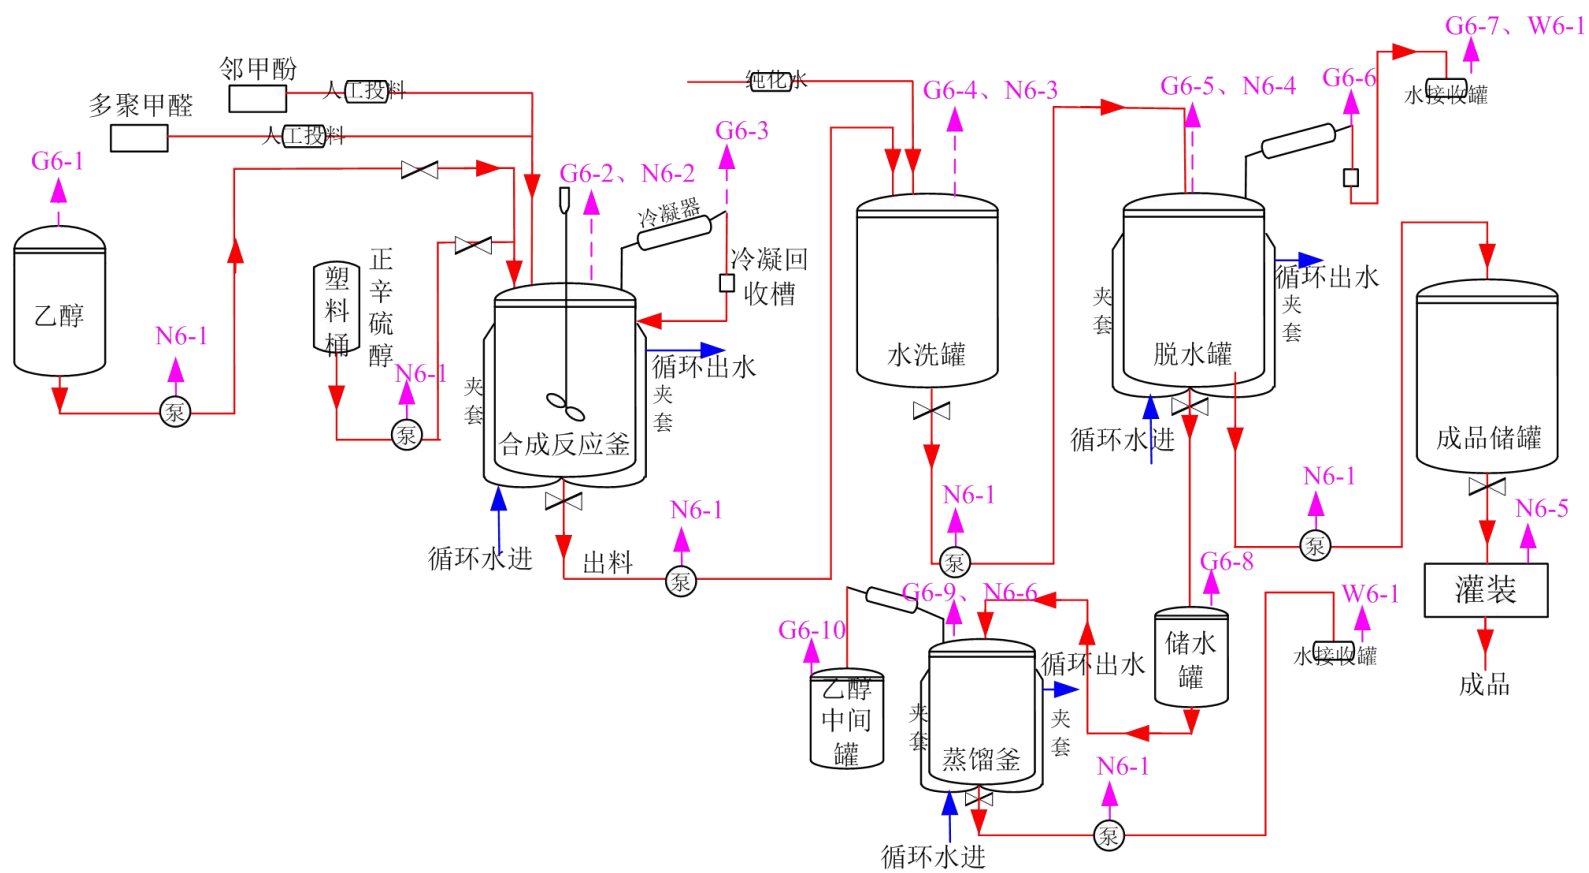 G6-7、W6-1
邻甲酚
人工投料
纯化水
G6-4、N6-3
G6-5、N6-4
G6-6
水接收罐
多聚甲醛
人工投料
G6-1
G6-2、N6-2
G6-3
冷凝器
冷凝回
收槽
塑
料
桶
正
辛
硫
醇
乙醇
N6-1
N6-1
泵
泵
夹
套
合成反应釜
夹
套
循环出水
循环水进
出料
N6-1
泵
水洗罐
N6-1
泵
夹
套
脱水罐
夹
套
循环出水
循环水进
N6-1
泵
成品储罐
N6-5
灌装
成品
G6-8
储水
罐
G6-9、N6-6
G6-10
乙醇
中间
罐
夹
套
蒸馏釜
夹
套
循环出水
循环水进
N6-1
泵
W6-1
水接收罐